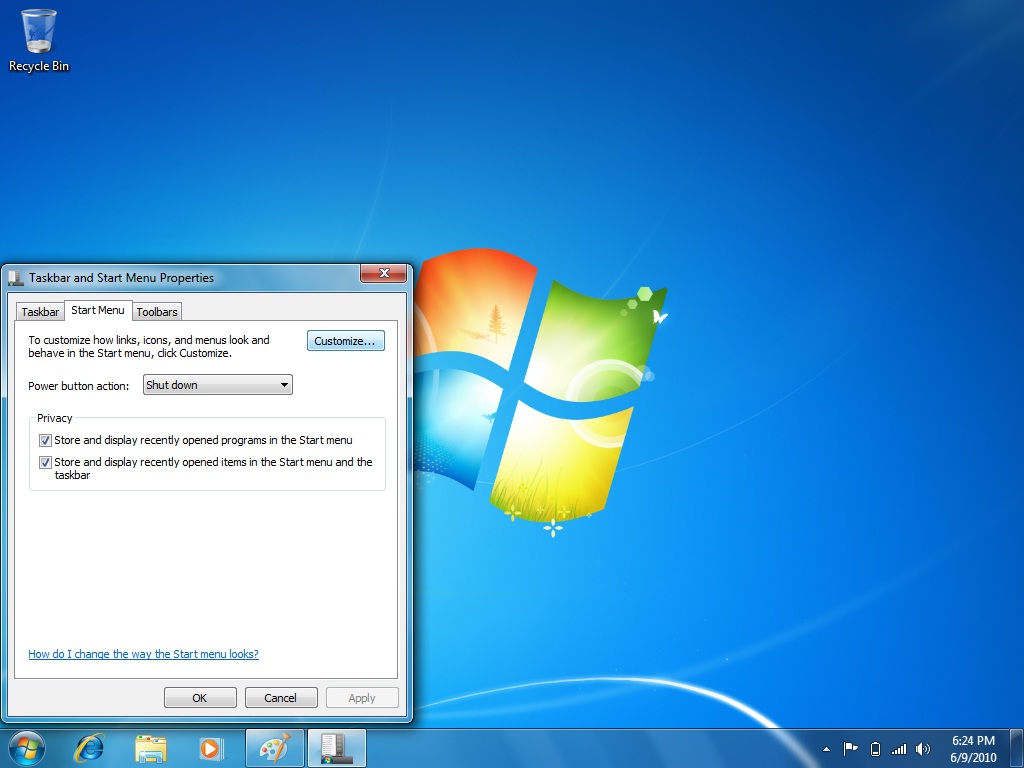 Recycle Bin
Taskbar and Start Menu Properties
Taskbar
Start Menu
Toolbars
To customize how links, icons, and menus look and
behave in the Start menu, click Customize.
Customize...
Power button action:
Shut down
Privacy
Store and display recently opened programs in the Start menu
Store and display recently opened items in the Start menu and the
taskbar
How do I change the way the Start menu looks?
OK
Cancel
Apply
6:24 PM
6/9/2010